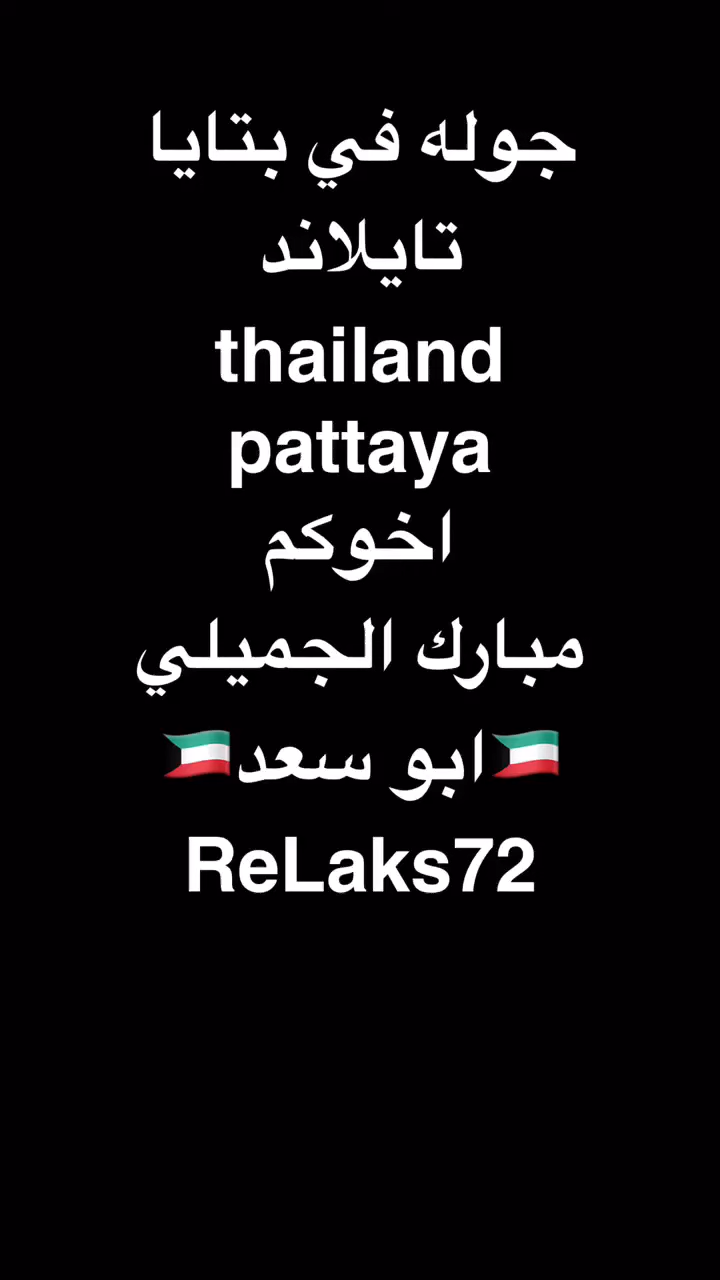 جوله في بتايا
تايلاند
thailand
pattaya
اخوكم
مبارك الجميلي
🇰🇼ابو سعد🇰🇼
ReLaks72